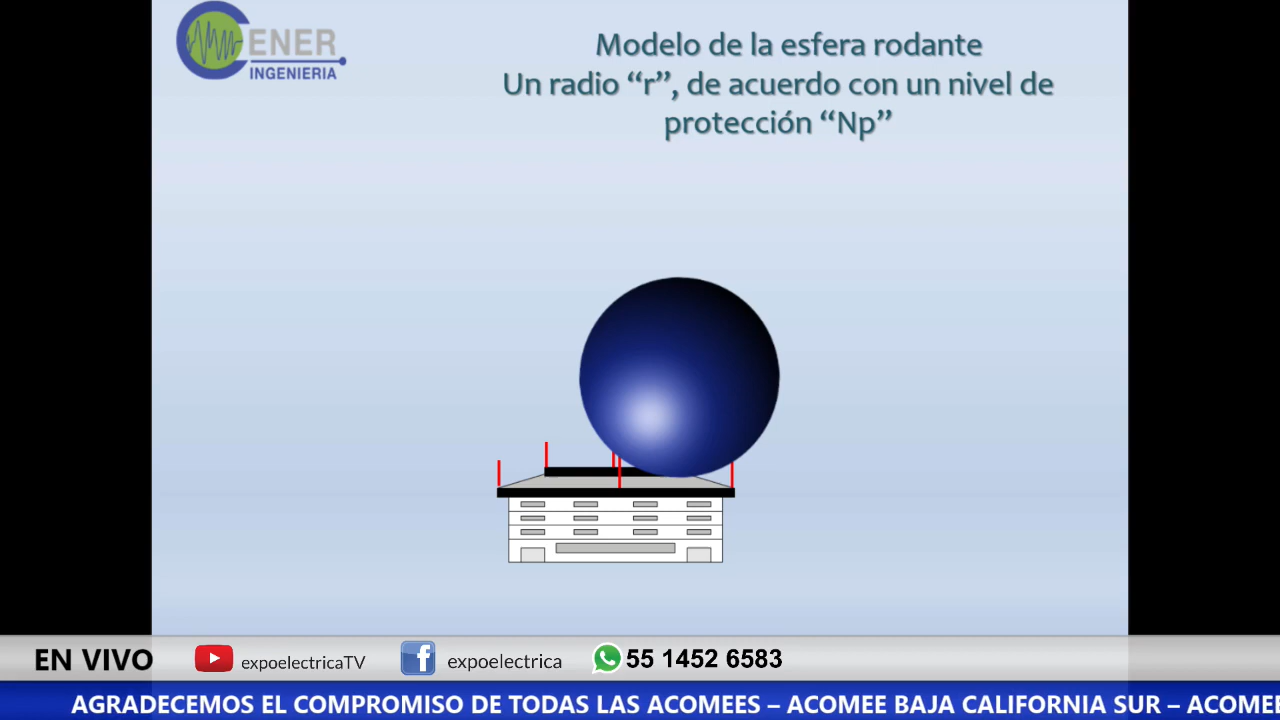 ENER
INGENIERIA
Modelo de la esfera rodante
Un radio “r”, de acuerdo con un nivel de
protección “Np”
EN VIVO
expoelectricaTV
expoelectrica
55 1452 6583
AGRADECEMOS EL COMPROMISO DE TODAS LAS ACOMEES – ACOMEE BAJA CALIFORNIA SUR – ACOMEE